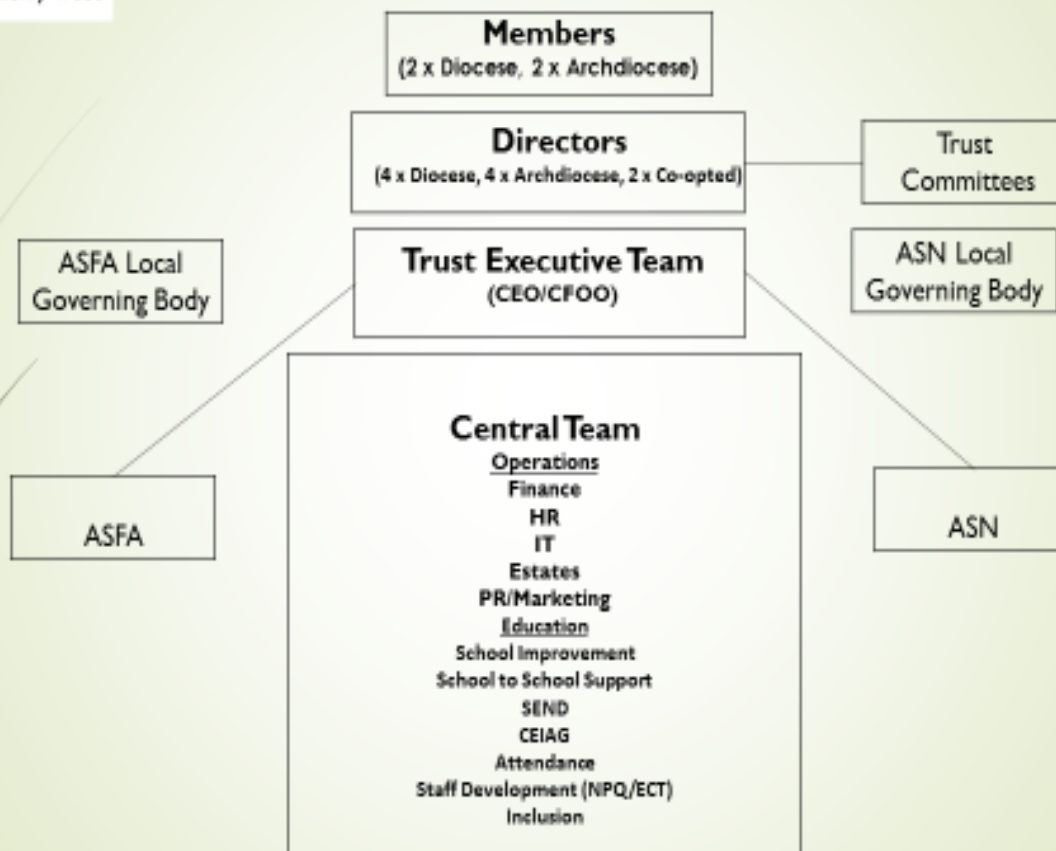 Members
(2 x Diocese, 2 x Archdiocese)
Directors
(4 x Diocese, 4 x Archdiocese, 2 x Co-opted)
Trust
Committees
ASFA Local
Governing Body
Trust Executive Team
(CEO/CFOO)
ASN Local
Governing Body
Central Team
Operations
Finance
HR
IT
Estates
PR/Marketing
Education
School Improvement
School to School Support
SEND
CEIAG
Attendance
Staff Development (NPQ/ECT)
Inclusion
ASFA
ASN